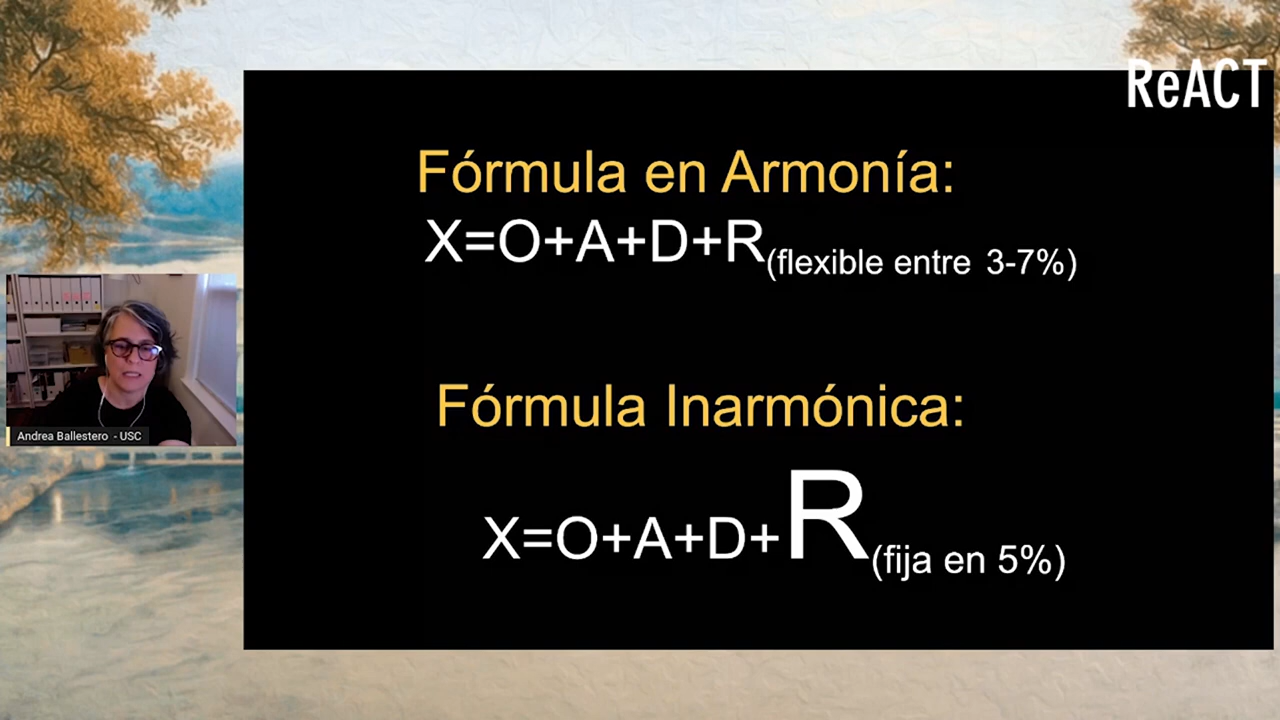 ReACT
Fórmula en Armonía:
X=O+A+D+R(flexible entre 3-7%)
Fórmula Inarmónica:
X=O+A+D+R(fija en 5%)
Andrea Ballestero - USC